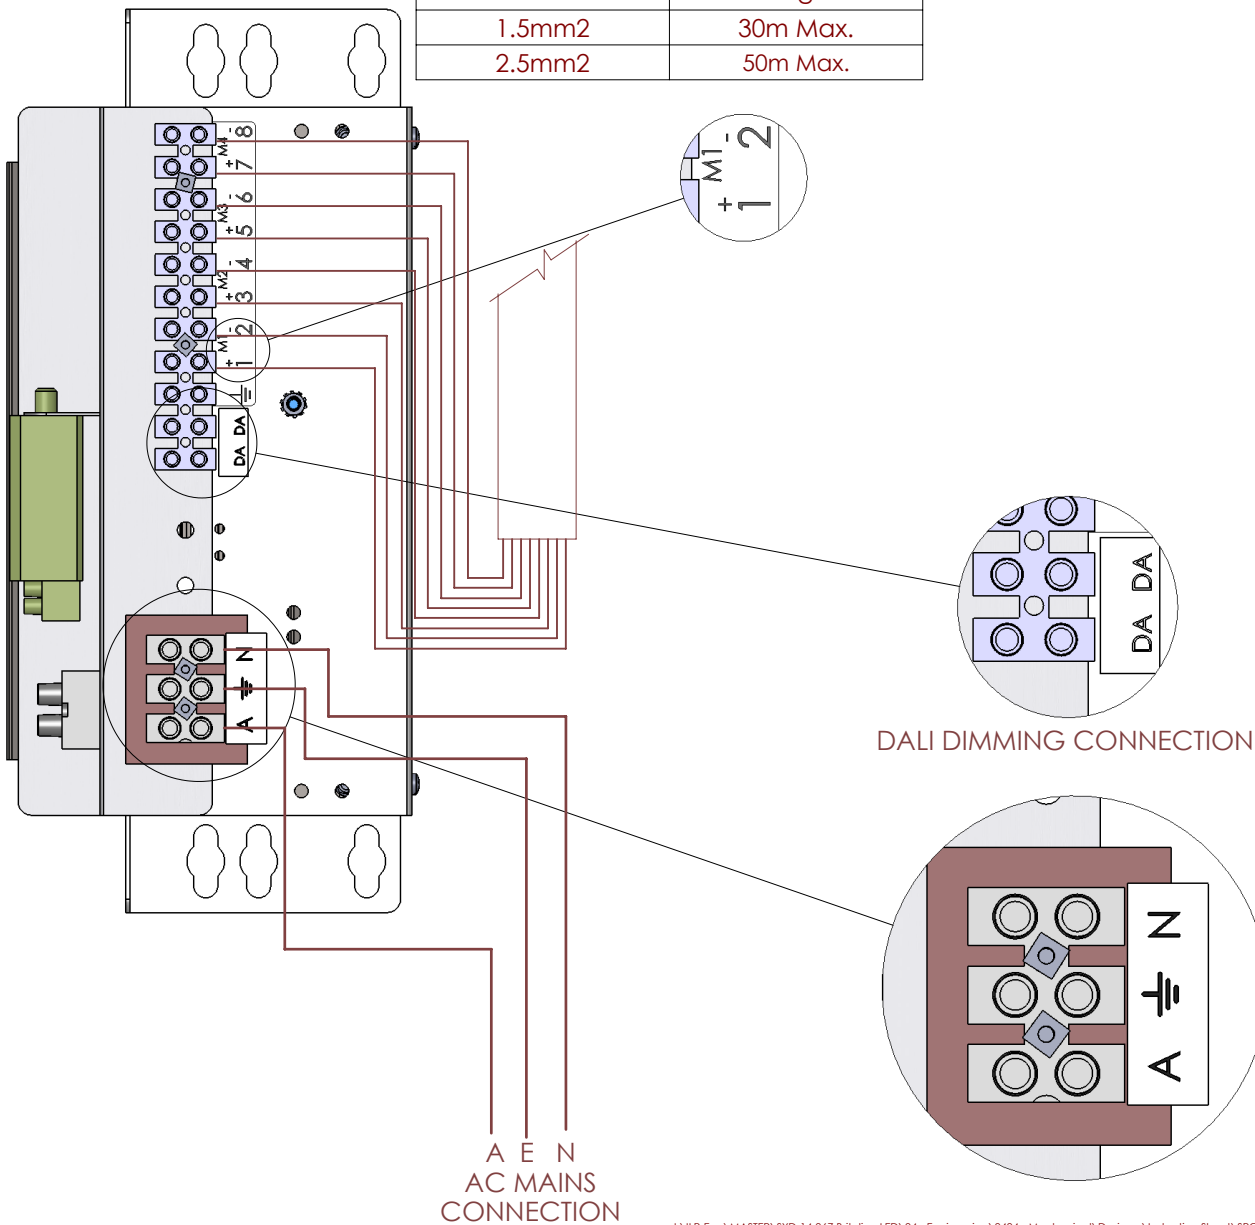 1.5mm2 30m Max.
2.5mm2 50m Max.
- 8
M4
+ 7
- 6
M3
+ 5
- 4
M2
+ 3
- 2
M1
+ 1
DA DA
- 2
M1
+ 1
DA DA
DALI DIMMING CONNECTION
N
A
N
A
A E N
AC MAINS
CONNECTION